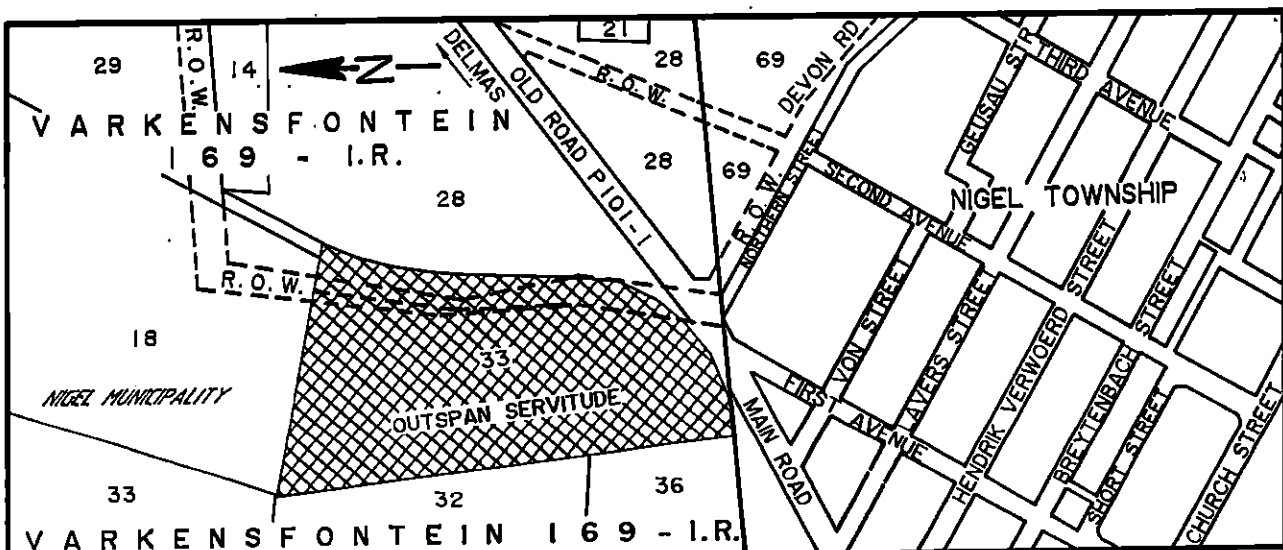 29
R.O.W.
14
N
VARKENSFONTEIN
169 - I.R.
28
DELMAS
OLD ROAD P101-1
21
28
69
R.O.W.
DEVON RD
28
69
R.O.W.
NORTHERN STREET
GEUSAU STR
THIRD AVENUE
NIGEL TOWNSHIP
SECOND AVENUE
R.O.W.
18
NIGEL MUNICIPALITY
33
OUTSPAN SERVITUDE
VON STREET
AYERS STREET
STREET
HENDRIK VERWOERD
STREET
BREYTENBACH
SHORT STREET
CHURCH STREET
FIRST AVENUE
MAIN ROAD
33
32
36
VARKENSFONTEIN 169 - I.R.